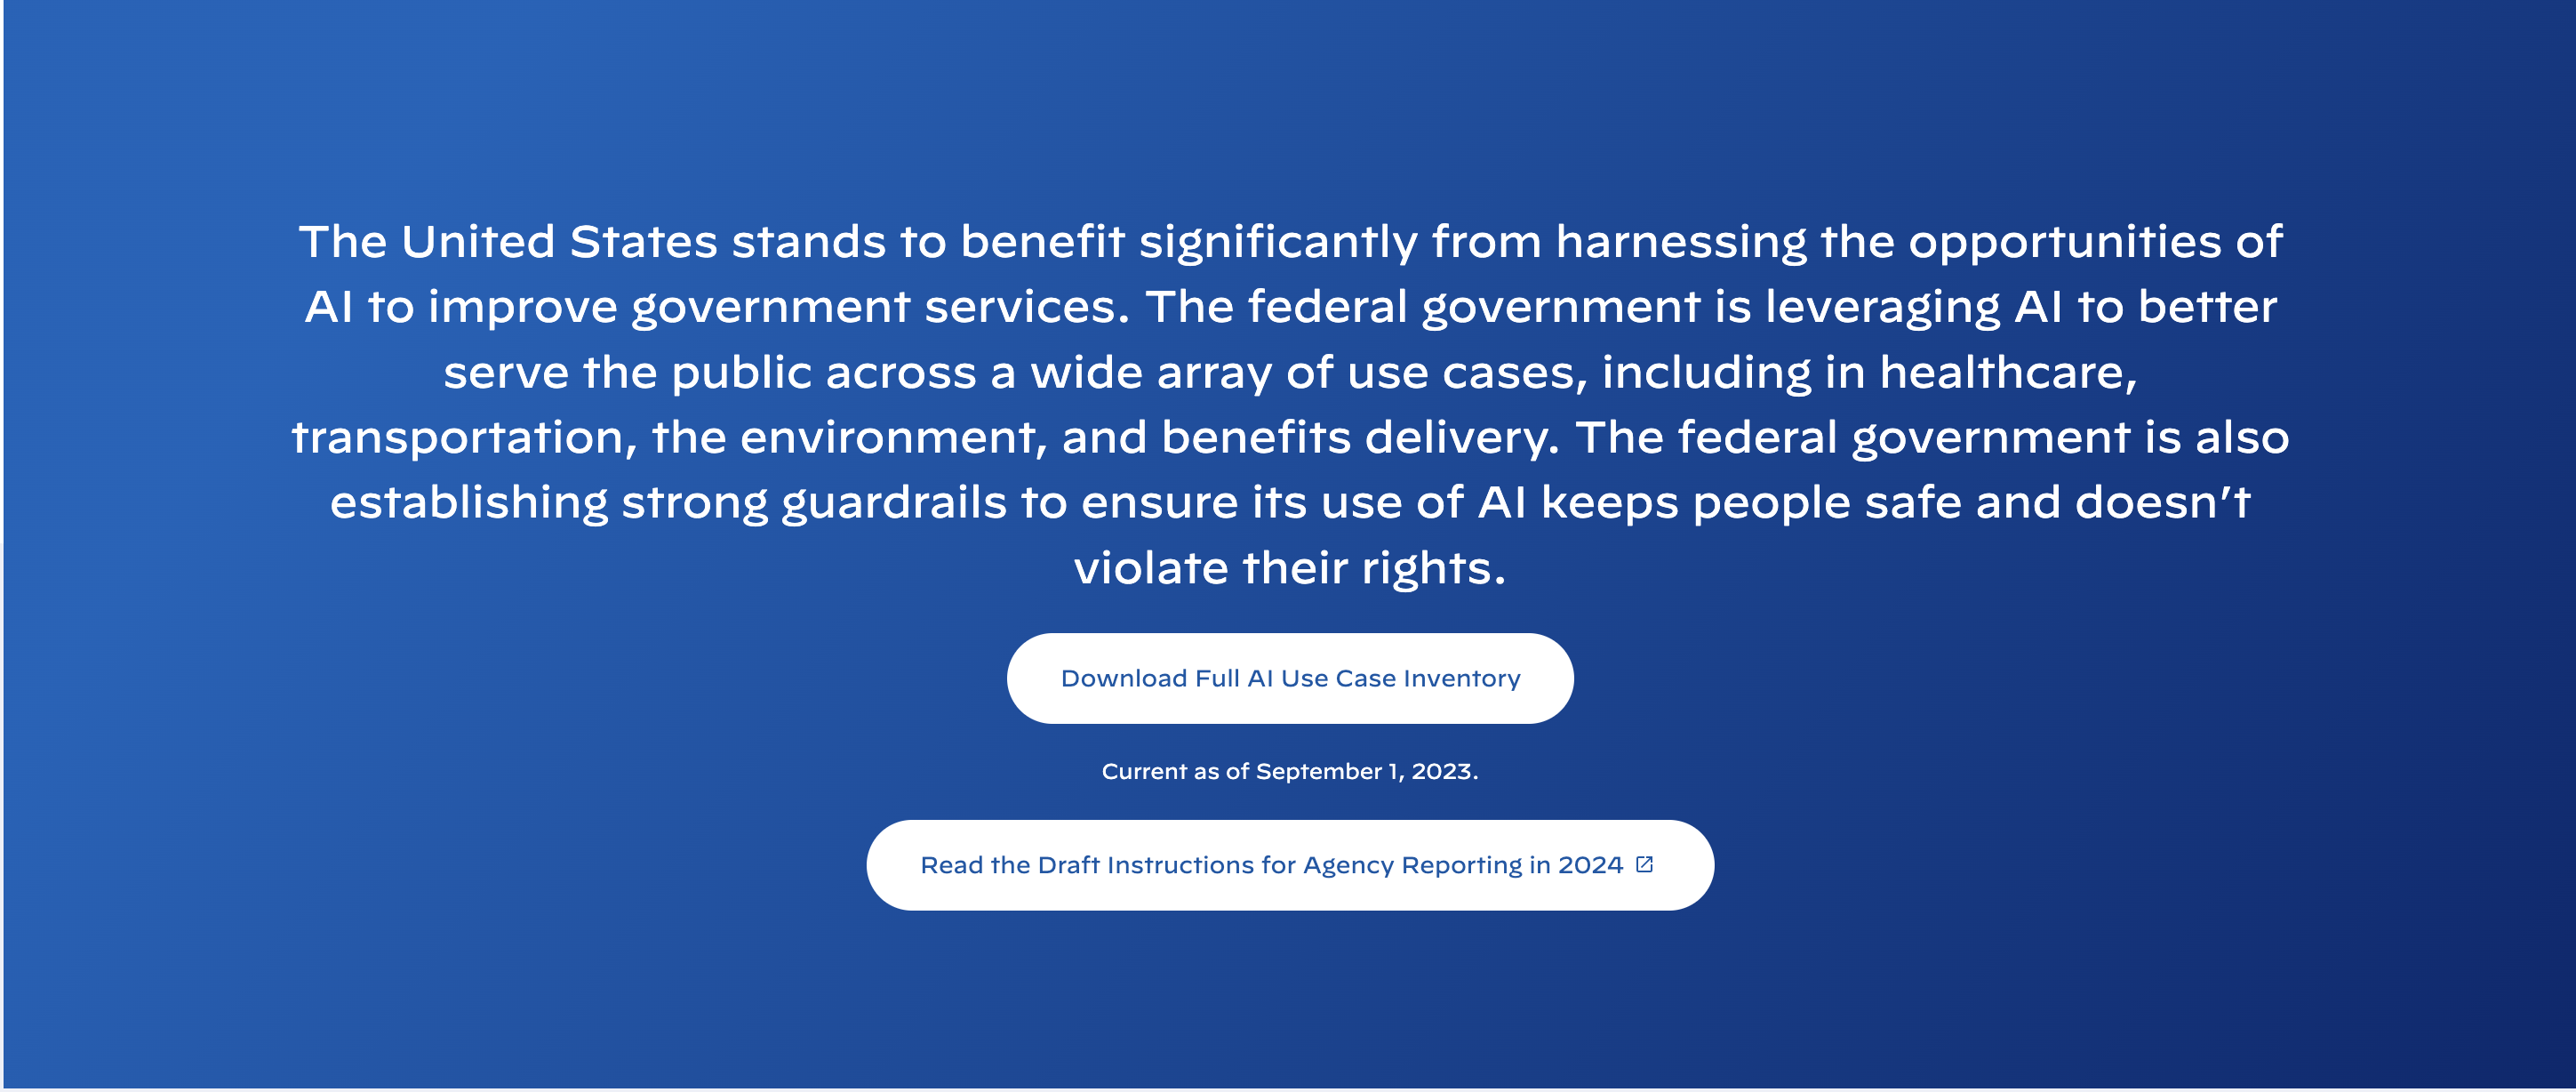 The United States stands to benefit significantly from harnessing the opportunities of
AI to improve government services. The federal government is leveraging AI to better
serve the public across a wide array of use cases, including in healthcare,
transportation, the environment, and benefits delivery. The federal government is also
establishing strong guardrails to ensure its use of AI keeps people safe and doesn’t
violate their rights.
Download Full AI Use Case Inventory
Current as of September 1, 2023.
Read the Draft Instructions for Agency Reporting in 2024